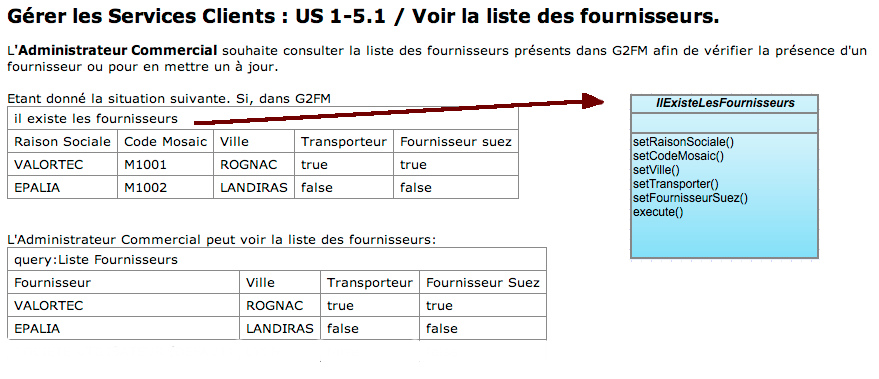 Gérer les Services Clients : US 1-5.1 / Voir la liste des fournisseurs.
L'Administrateur Commercial souhaite consulter la liste des fournisseurs présents dans G2FM afin de vérifier la présence d'un
fournisseur ou pour en mettre un à jour.
Etant donné la situation suivante. Si, dans G2FM
il existe les fournisseurs
Raison Sociale Code Mosaic Ville Transporteur Fournisseur suez
VALORTEC M1001 ROGNAC true true
EPALIA M1002 LANDIRAS false false
IlExisteLesFournisseurs
setRaisonSociale()
setCodeMosaic()
setVille()
setTransporter()
setFournisseurSuez()
execute()
L'Administrateur Commercial peut voir la liste des fournisseurs:
query:Liste Fournisseurs
Fournisseur Ville Transporteur Fournisseur Suez
VALORTEC ROGNAC true true
EPALIA LANDIRAS false false